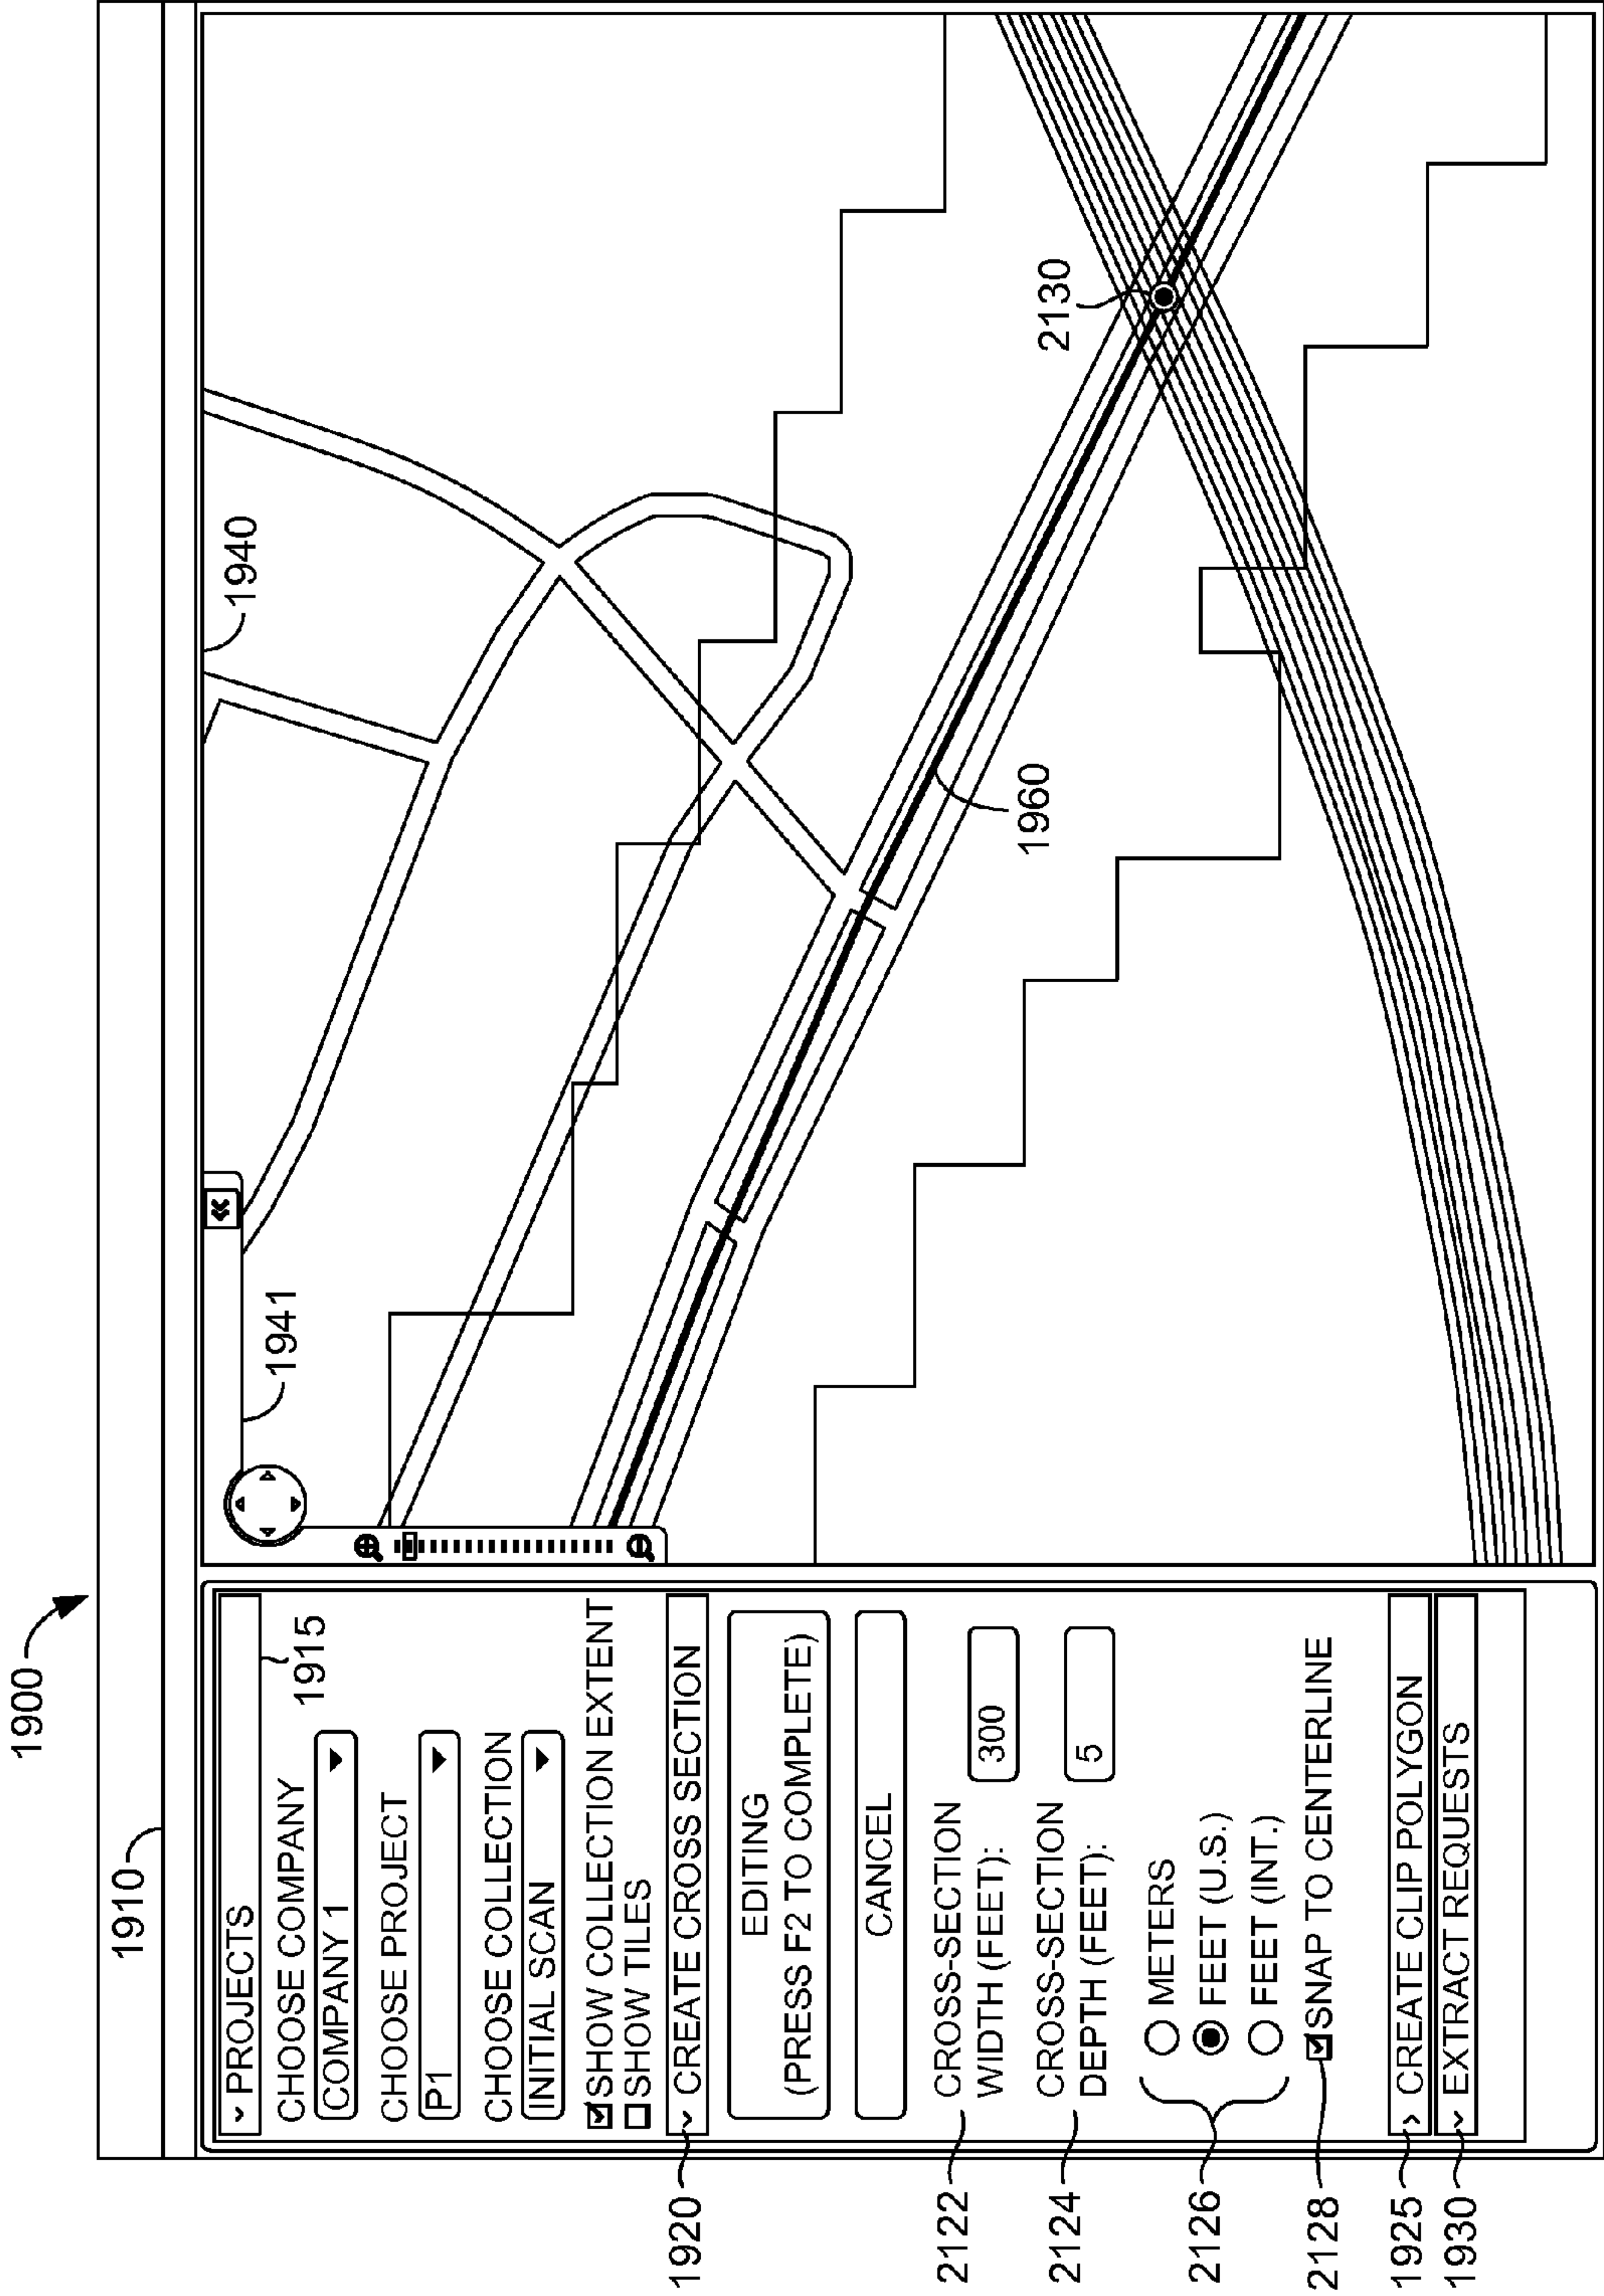 1900
1910
PROJECTS
1915
CHOOSE COMPANY
COMPANY 1
CHOOSE PROJECT
P1
CHOOSE COLLECTION
INITIAL SCAN
SHOW COLLECTION EXTENT
SHOW TILES
1920
CREATE CROSS SECTION
EDITING
(PRESS F2 TO COMPLETE)
CANCEL
2122
CROSS-SECTION
WIDTH (FEET):
300
2124
CROSS-SECTION
DEPTH (FEET):
5
2126
METERS
FEET (U.S.)
FEET (INT.)
2128
SNAP TO CENTERLINE
1925
CREATE CLIP POLYGON
1930
EXTRACT REQUESTS
1941
1940
1960
2130